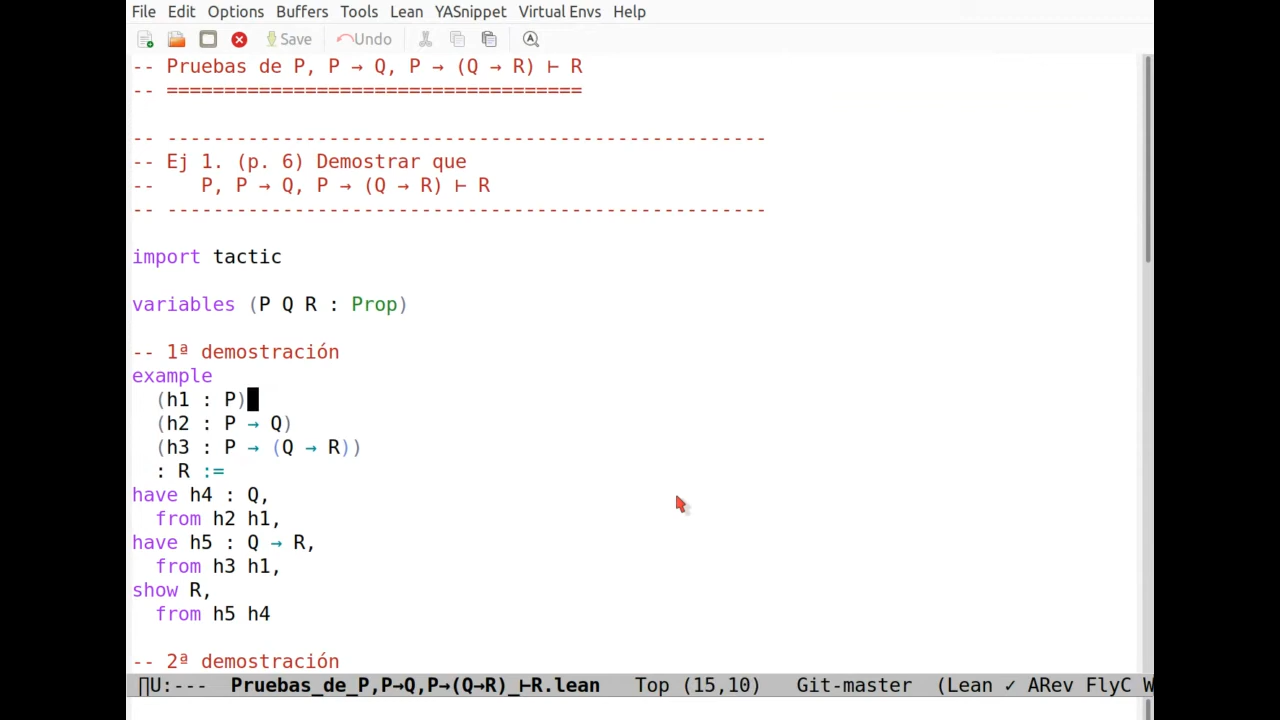 File Edit Options Buffers Tools Lean YASnippet Virtual Envs Help
Save Undo
-- Pruebas de P, P → Q, P → (Q → R) ⊢ R
-- ====================================
-- ----------------------------------------------------
-- Ej 1. (p. 6) Demostrar que
--    P, P → Q, P → (Q → R) ⊢ R
-- ----------------------------------------------------
import tactic
variables (P Q R : Prop)
-- 1ª demostración
example
  (h1 : P)
  (h2 : P → Q)
  (h3 : P → (Q → R))
  : R :=
have h4 : Q,
  from h2 h1,
have h5 : Q → R,
  from h3 h1,
show R,
  from h5 h4
-- 2ª demostración
∏U:--- Pruebas_de_P,P→Q,P→(Q→R)_⊢R.lean Top (15,10) Git-master (Lean ✓ ARev FlyC W